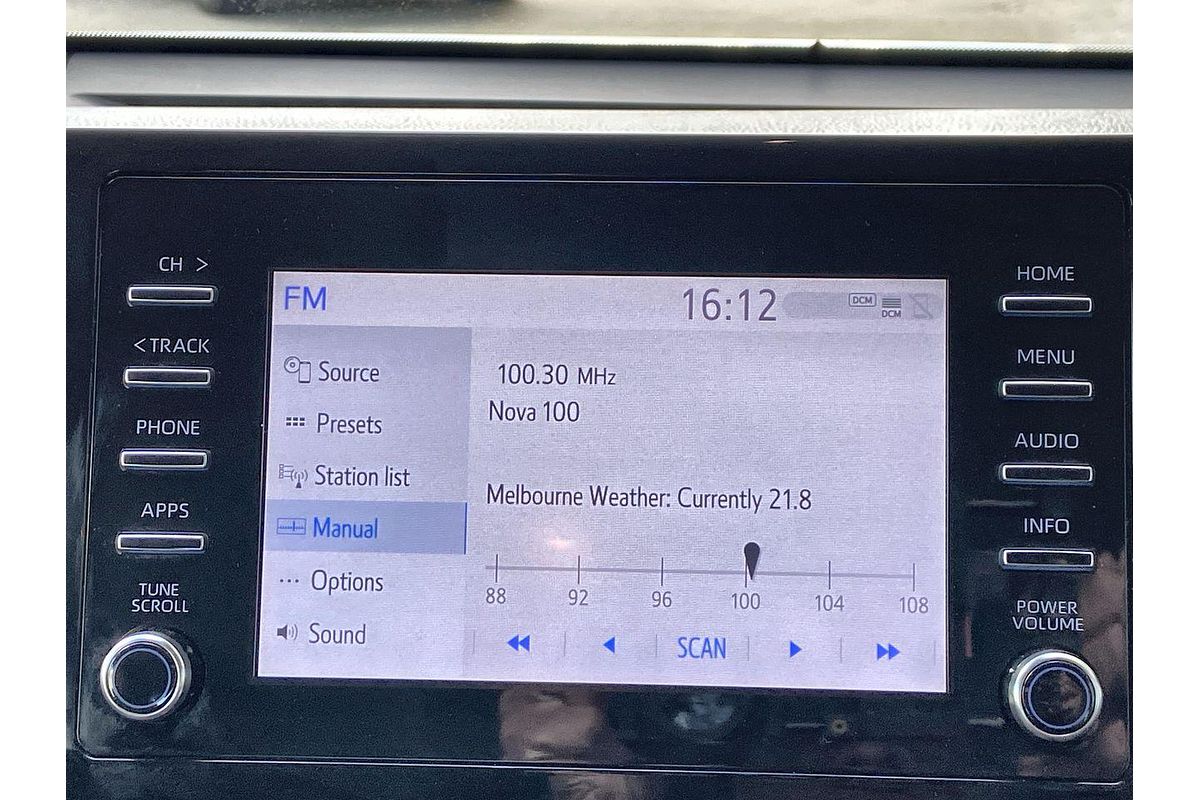 CH >
< TRACK
PHONE
APPS
TUNE
SCROLL
FM
16:12
DCM
DCM
Source
Presets
Station list
Manual
Options
Sound
100.30 MHz
Nova 100
Melbourne Weather: Currently 21.8
88 92 96 100 104 108
SCAN
HOME
MENU
AUDIO
INFO
POWER
VOLUME